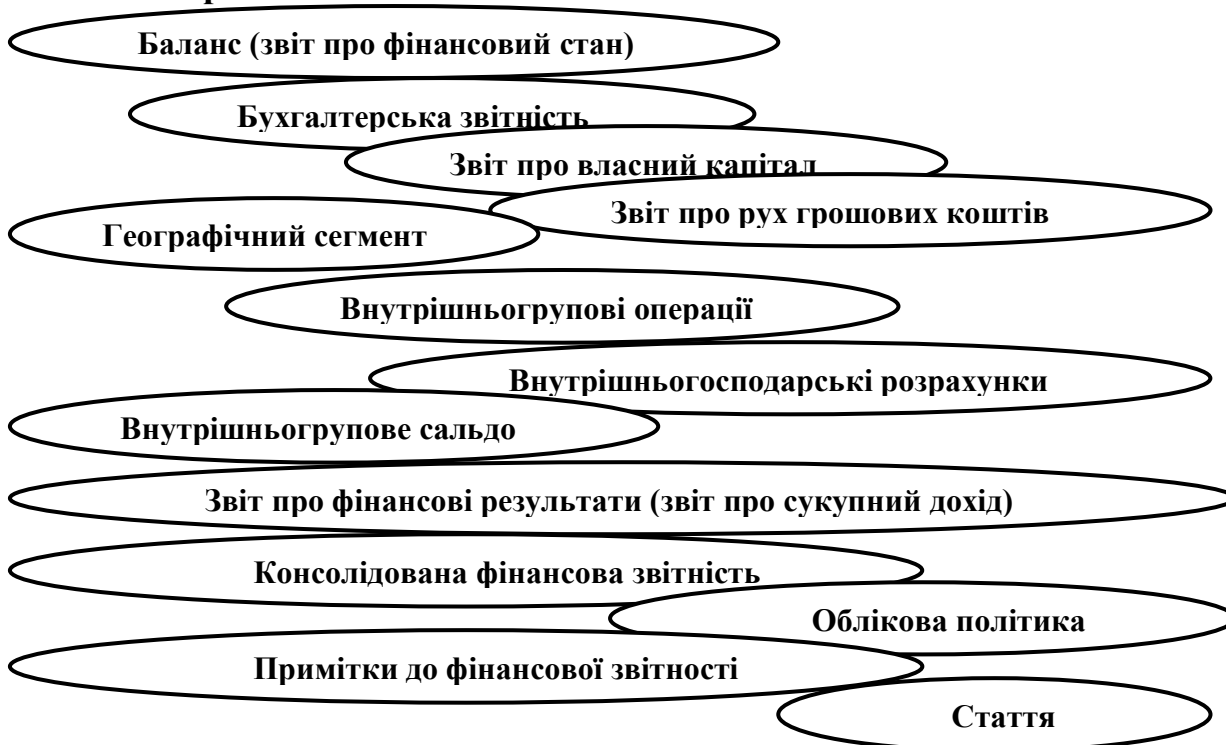 Баланс (звіт про фінансовий стан)
Бухгалтерська звітність
Звіт про власний капітал
Звіт про рух грошових коштів
Географічний сегмент
Внутрішньогрупові операції
Внутрішньогосподарські розрахунки
Внутрішньогрупове сальдо
Звіт про фінансові результати (звіт про сукупний дохід)
Консолідована фінансова звітність
Облікова політика
Примітки до фінансової звітності
Стаття